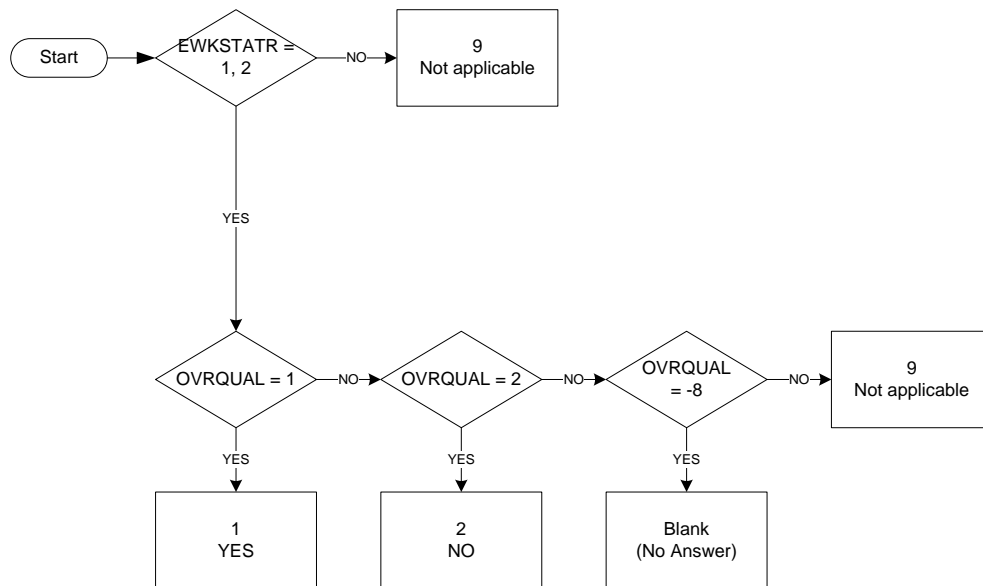 Start
EWKSTATR =
1, 2
NO
9
Not applicable
YES
OVRQUAL = 1
NO
OVRQUAL = 2
NO
OVRQUAL
= -8
NO
9
Not applicable
YES
YES
YES
1
YES
2
NO
Blank
(No Answer)